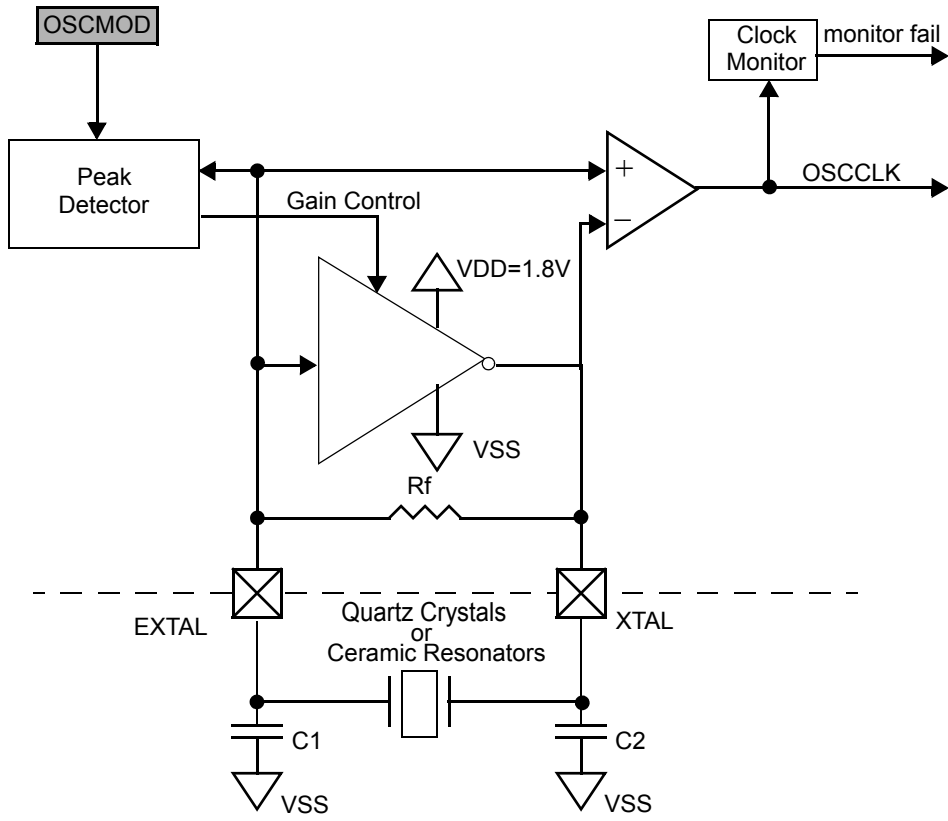 OSCMOD
Clock
Monitor
monitor fail
Peak
Detector
+
OSCCLK
Gain Control
−
VDD=1.8V
VSS
Rf
EXTAL
Quartz Crystals
or
Ceramic Resonators
XTAL
C1
C2
VSS
VSS